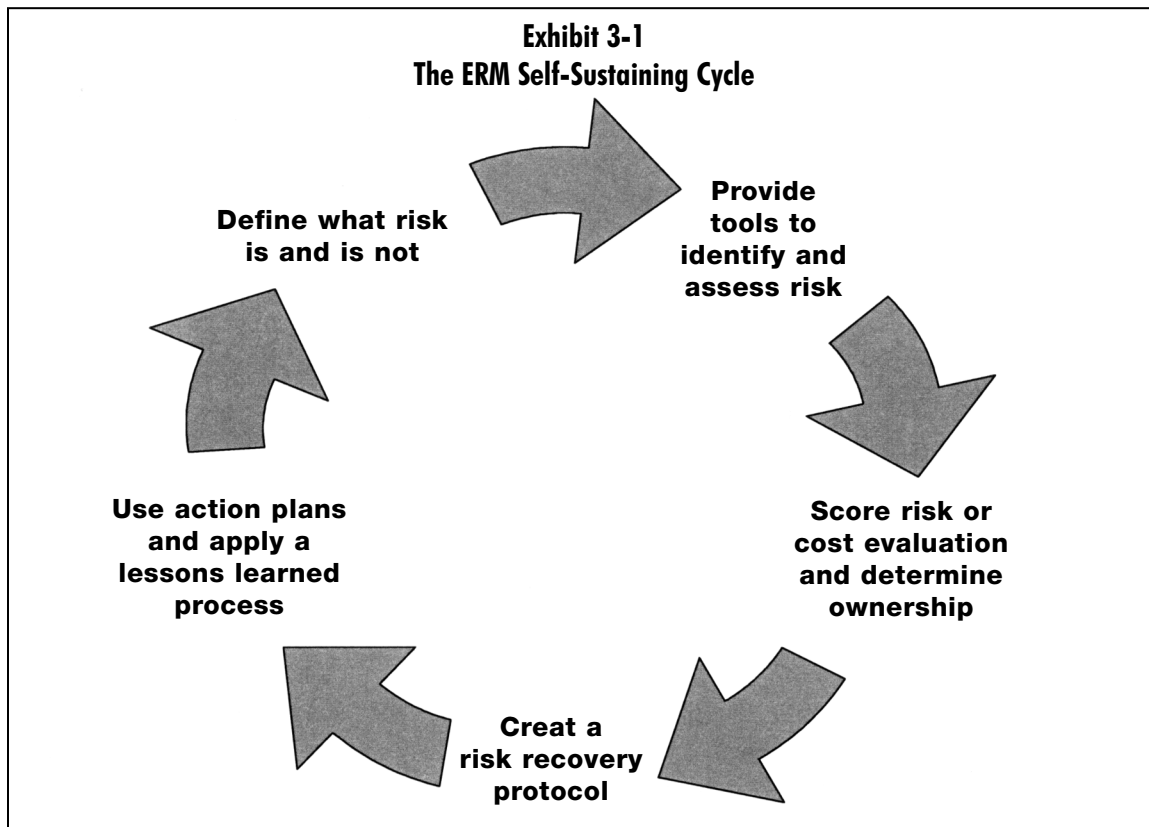 Exhibit 3-1
The ERM Self-Sustaining Cycle
Define what risk
is and is not
Provide
tools to
identify and
assess risk
Score risk or
cost evaluation
and determine
ownership
Creat a
risk recovery
protocol
Use action plans
and apply a
lessons learned
process